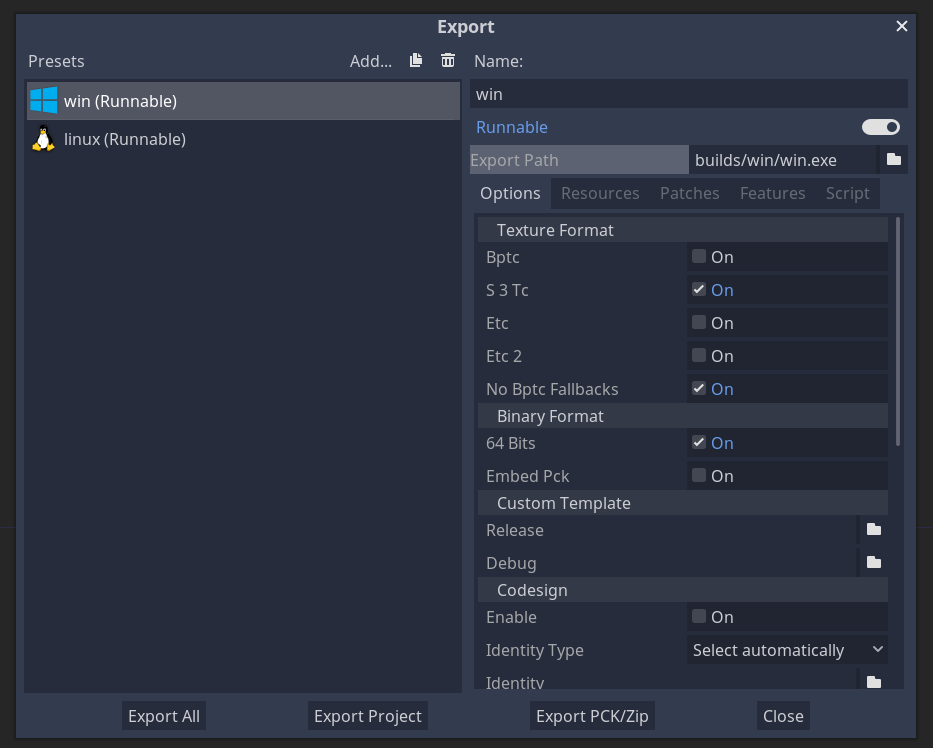 Export
Presets
Add...
Name:
win (Runnable)
linux (Runnable)
win
Runnable
Export Path
builds/win/win.exe
Options Resources Patches Features Script
Texture Format
Bptc On
S 3 Tc On
Etc On
Etc 2 On
No Bptc Fallbacks On
Binary Format
64 Bits On
Embed Pck On
Custom Template
Release
Debug
Codesign
Enable On
Identity Type Select automatically
Identity
Export All Export Project Export PCK/Zip Close